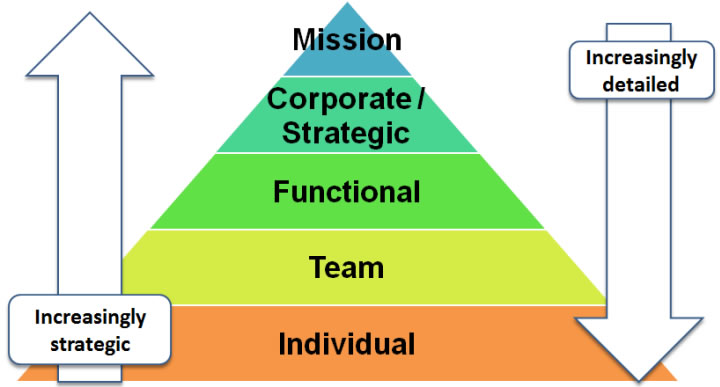 Mission
Increasingly
detailed
Corporate /
Strategic
Functional
Team
Increasingly
strategic
Individual